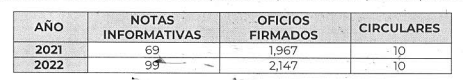 AÑO NOTAS INFORMATIVAS OFICIOS FIRMADOS CIRCULARES
2021 69 1,967 10
2022 99 2,147 10